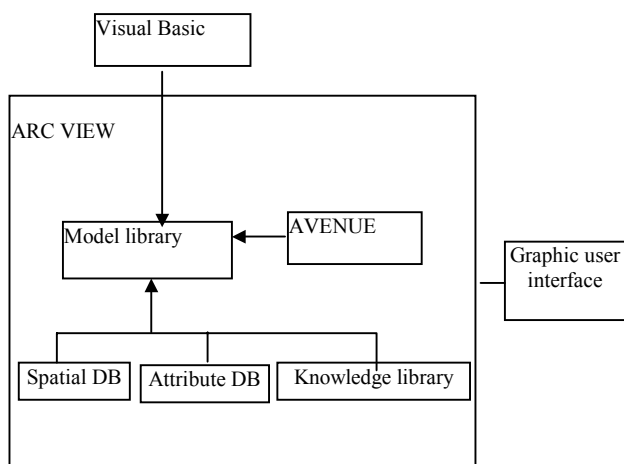 Visual Basic
ARC VIEW
Model library
AVENUE
Graphic user
interface
Spatial DB
Attribute DB
Knowledge library